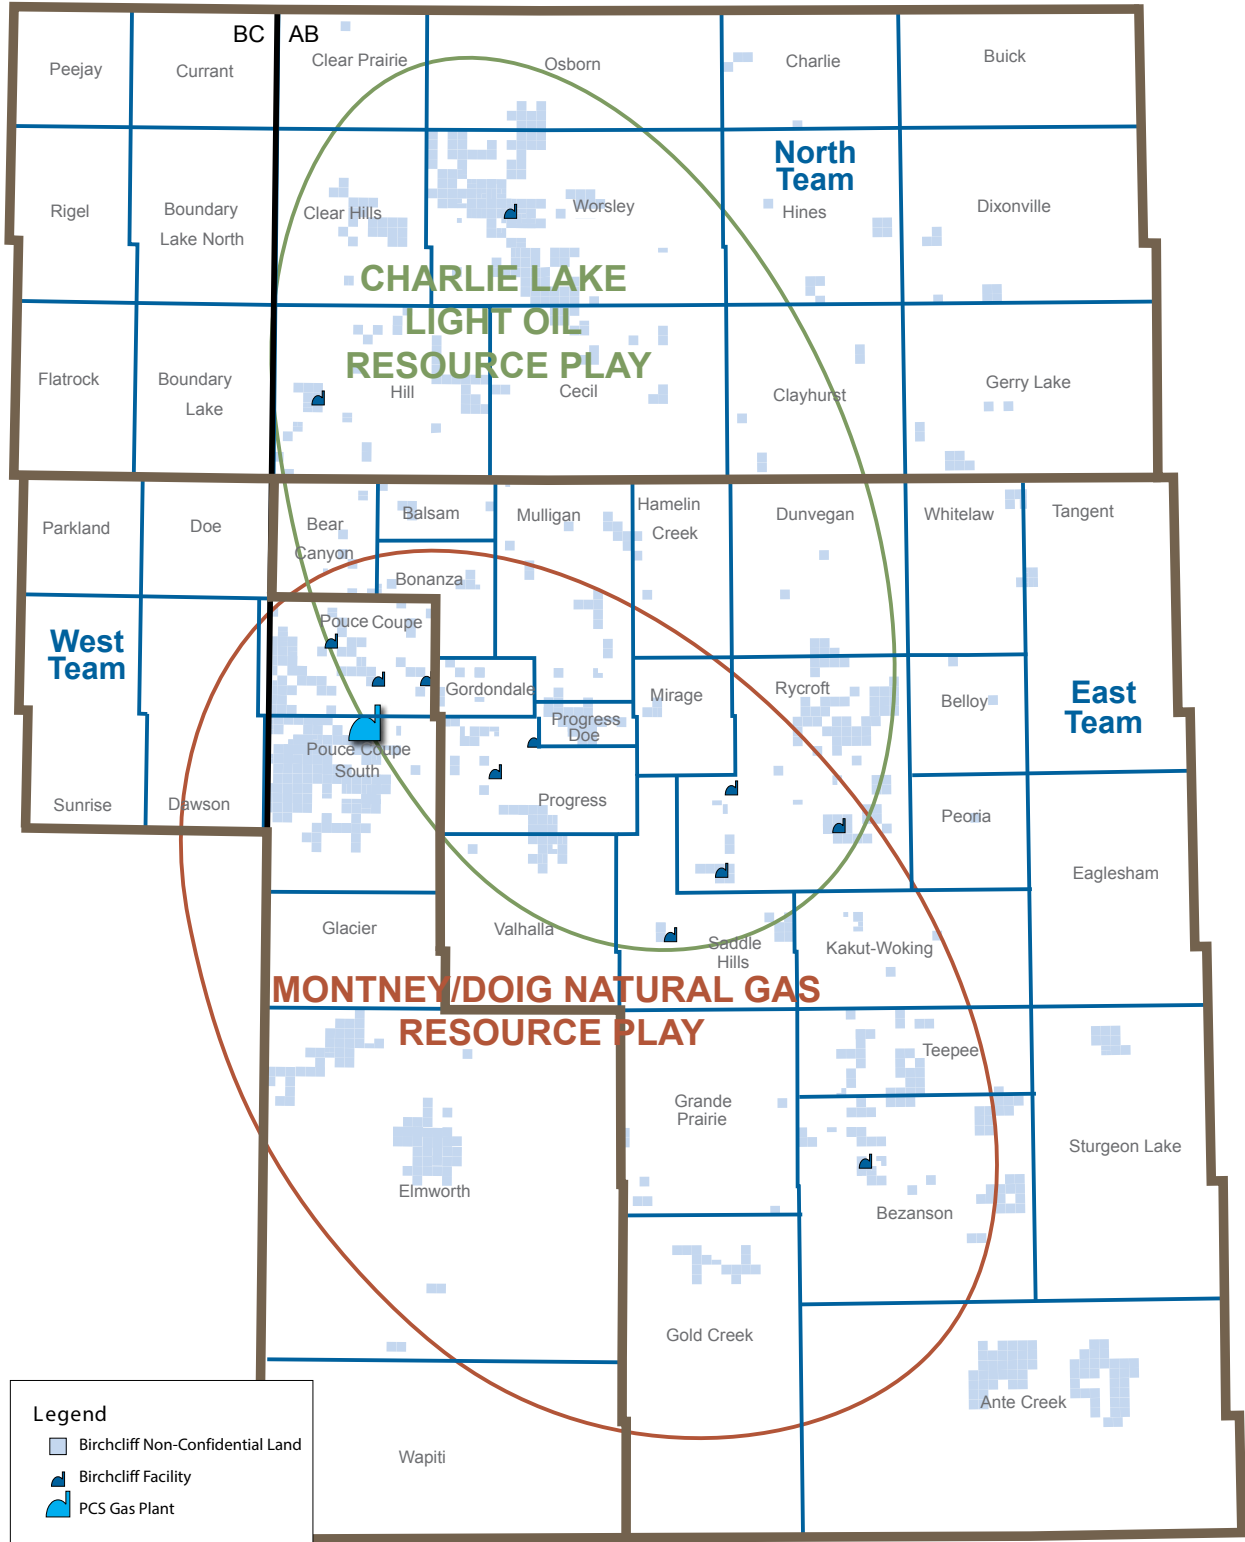 BC
AB
Peejay
Currant
Clear Prairie
Osborn
Charlie
Buick
North
Team
Rigel
Boundary
Lake North
Clear Hills
Worsley
Hines
Dixonville
CHARLIE LAKE
LIGHT OIL
RESOURCE PLAY
Flatrock
Boundary
Lake
Hill
Cecil
Clayhurst
Gerry Lake
Parkland
Doe
Bear
Canyon
Balsam
Mulligan
Hamelin
Creek
Dunvegan
Whitelaw
Tangent
Bonanza
West
Team
Pouce Coupe
Gordondale
Mirage
Rycroft
Belloy
East
Team
Progress
Doe
Pouce Coupe
South
Sunrise
Dawson
Progress
Peoria
Eaglesham
Glacier
Valhalla
Saddle
Hills
Kakut-Woking
MONTNEY/DOIG NATURAL GAS
RESOURCE PLAY
Teepee
Grande
Prairie
Sturgeon Lake
Elmworth
Bezanson
Gold Creek
Ante Creek
Wapiti
Legend
Birchcliff Non-Confidential Land
Birchcliff Facility
PCS Gas Plant